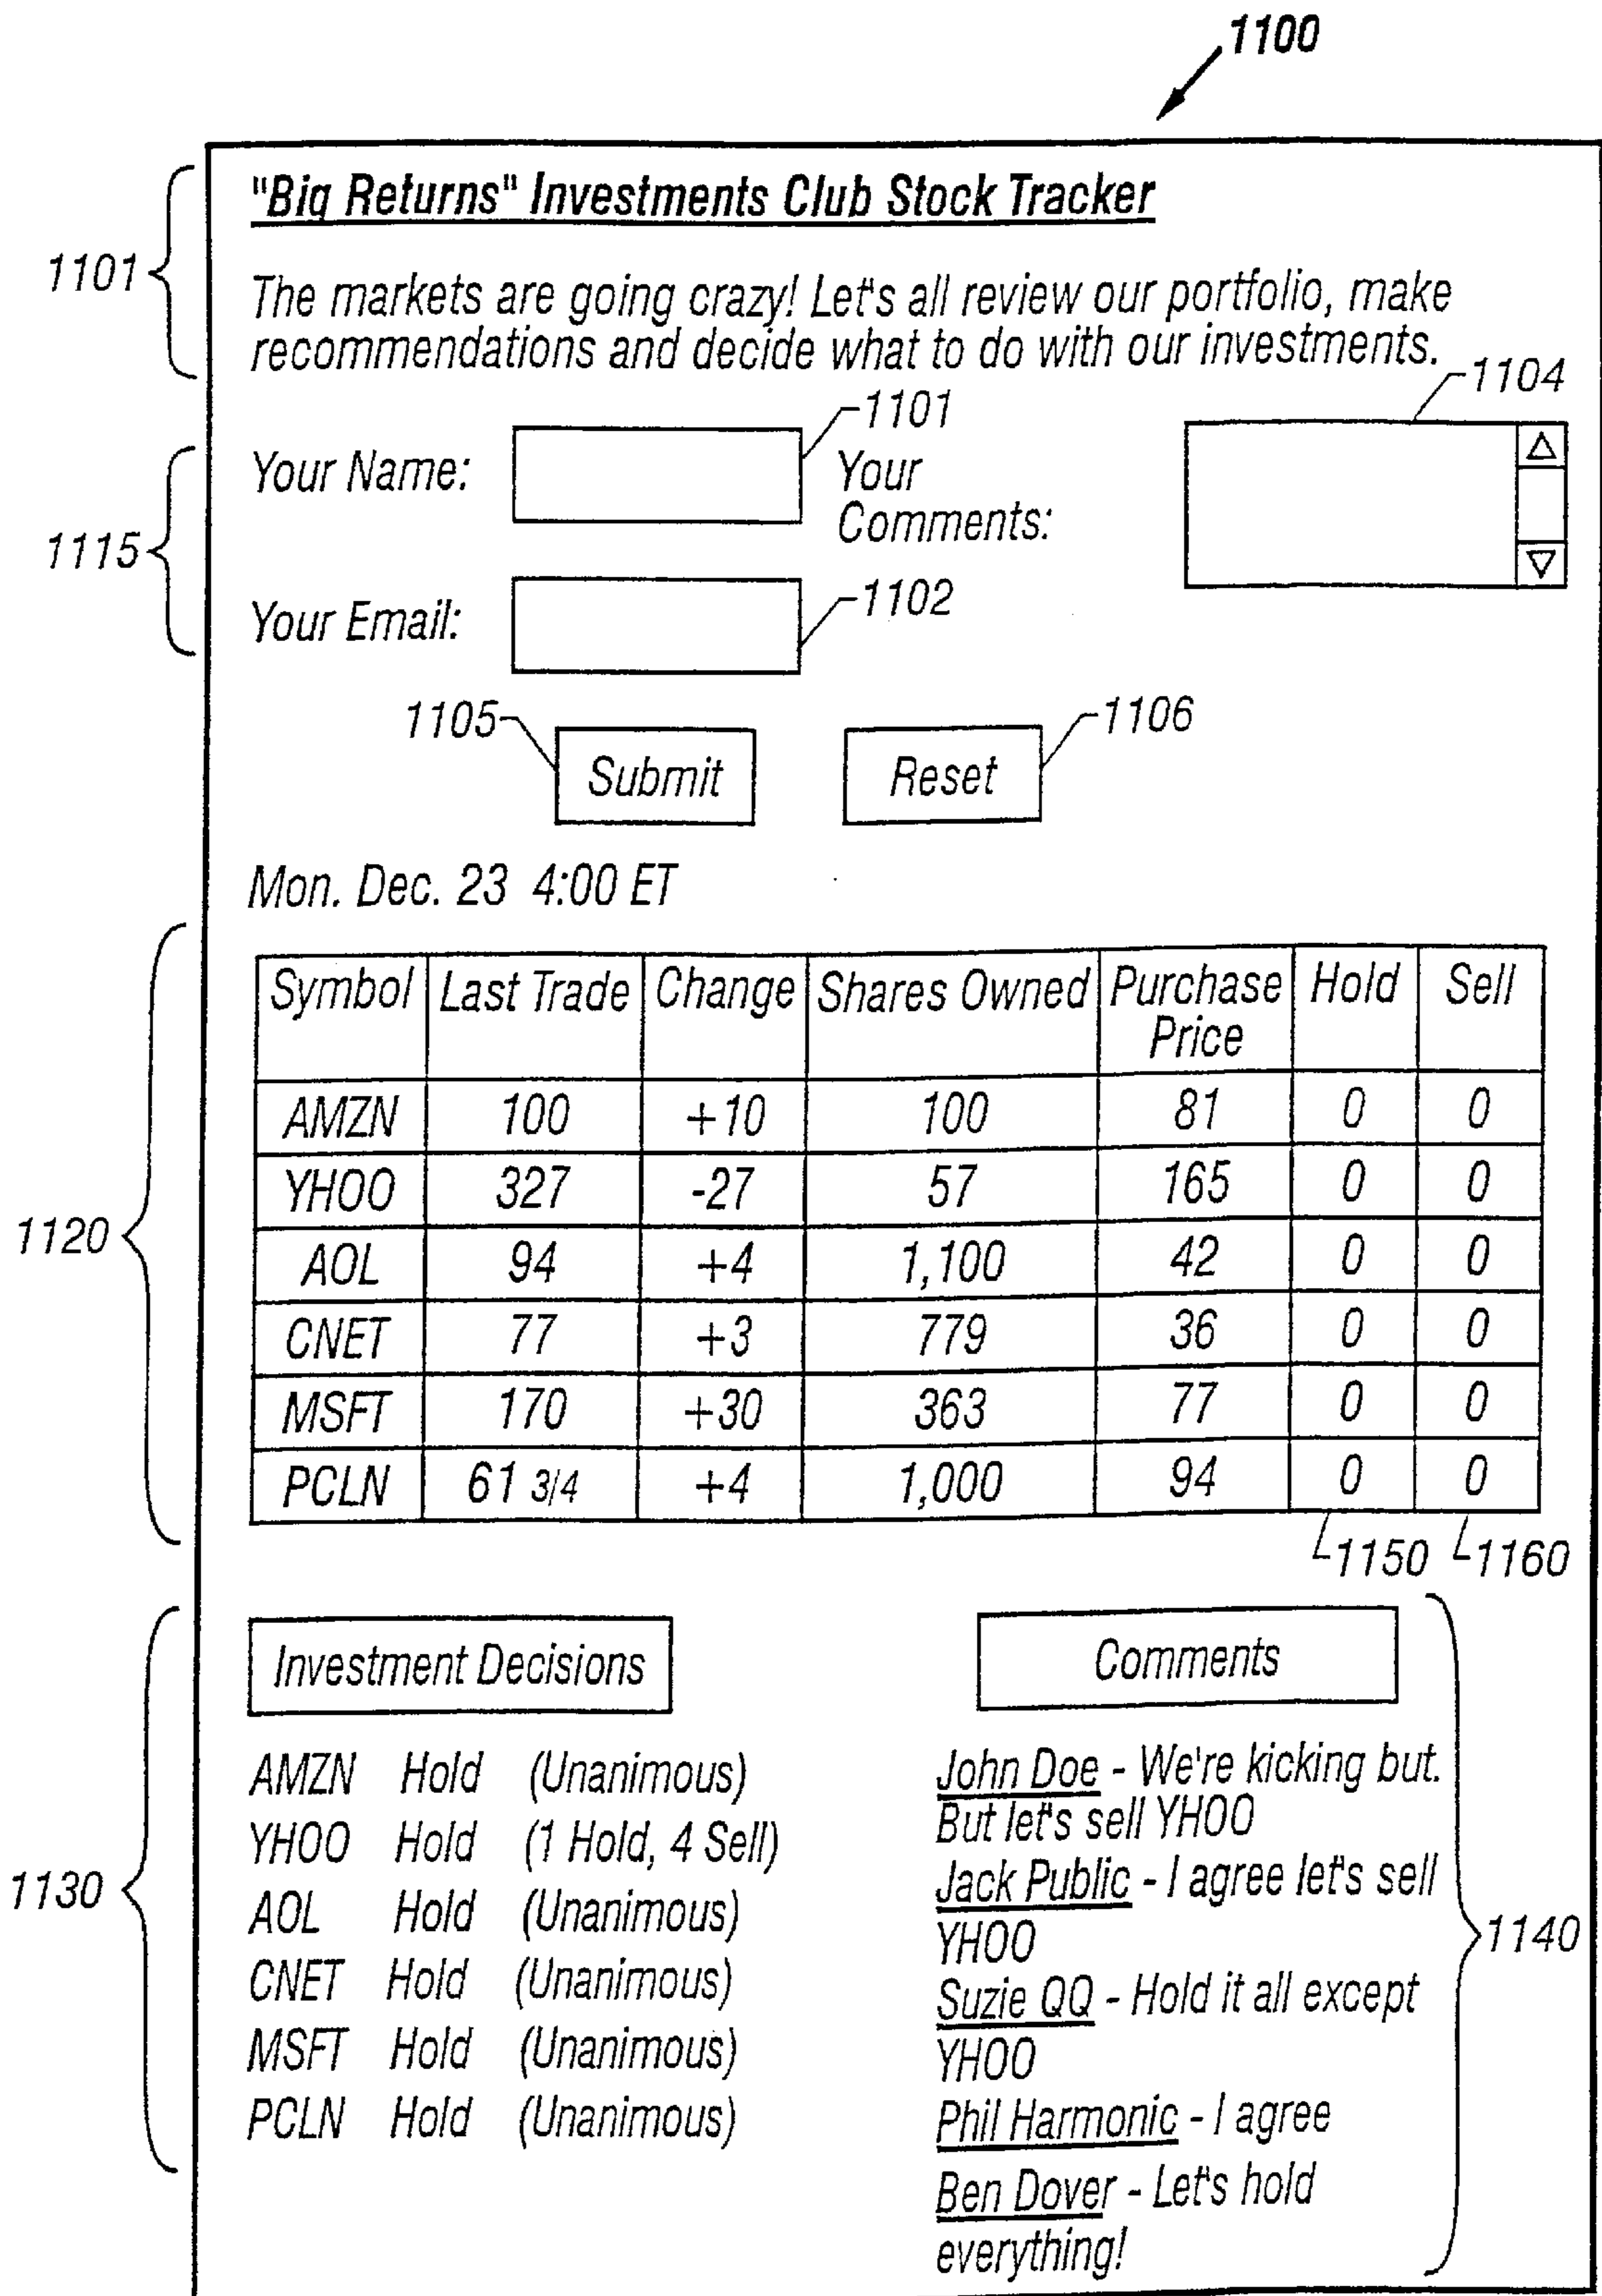 1100
"Big Returns" Investments Club Stock Tracker
1101
The markets are going crazy! Let's all review our portfolio, make
recommendations and decide what to do with our investments.
1104
1101
Your Name:
Your
Comments:
1115
1102
Your Email:
1105
1106
Submit
Reset
Mon. Dec. 23 4:00 ET
1120
Symbol Last Trade Change Shares Owned Purchase Hold Sell
Price
AMZN 100 +10 100 81 0 0
YHOO 327 -27 57 165 0 0
AOL 94 +4 1,100 42 0 0
CNET 77 +3 779 36 0 0
MSFT 170 +30 363 77 0 0
PCLN 61 3/4 +4 1,000 94 0 0
1150 1160
1130
Investment Decisions
AMZN Hold (Unanimous)
YHOO Hold (1 Hold, 4 Sell)
AOL Hold (Unanimous)
CNET Hold (Unanimous)
MSFT Hold (Unanimous)
PCLN Hold (Unanimous)
Comments
John Doe - We're kicking but.
But let's sell YHOO
Jack Public - I agree let's sell
YHOO
Suzie QQ - Hold it all except
YHOO
Phil Harmonic - I agree
Ben Dover - Let's hold
everything!
1140